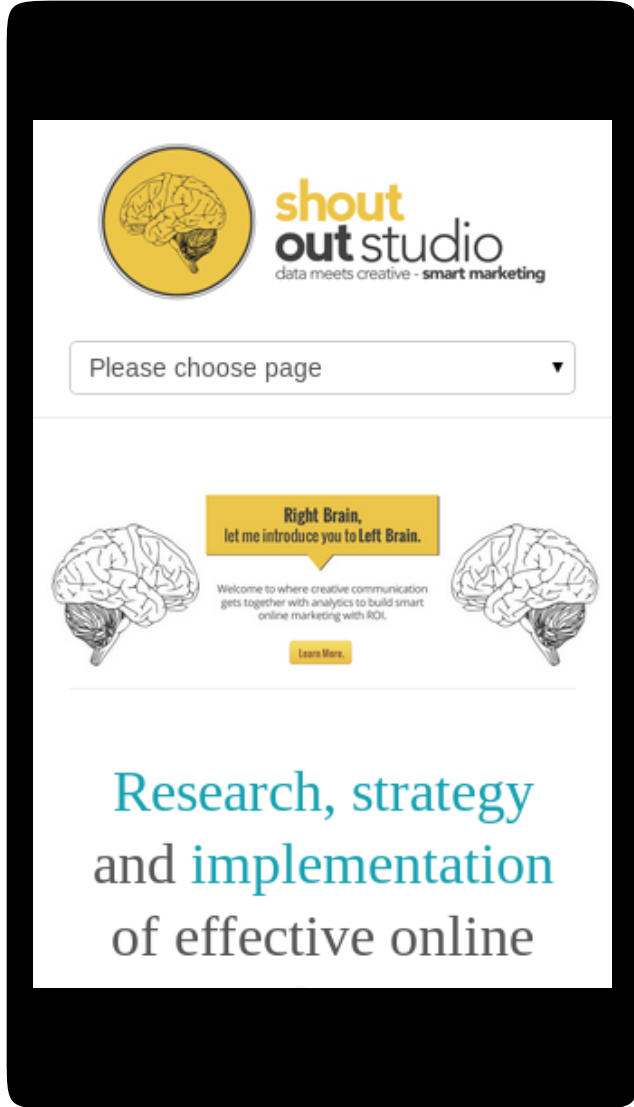 shout
out studio
data meets creative - smart marketing
Please choose page
Right Brain,
let me introduce you to Left Brain.
Welcome to where creative communication
gets together with analytics to build smart
online marketing with ROI.
Learn More.
Research, strategy
and implementation
of effective online